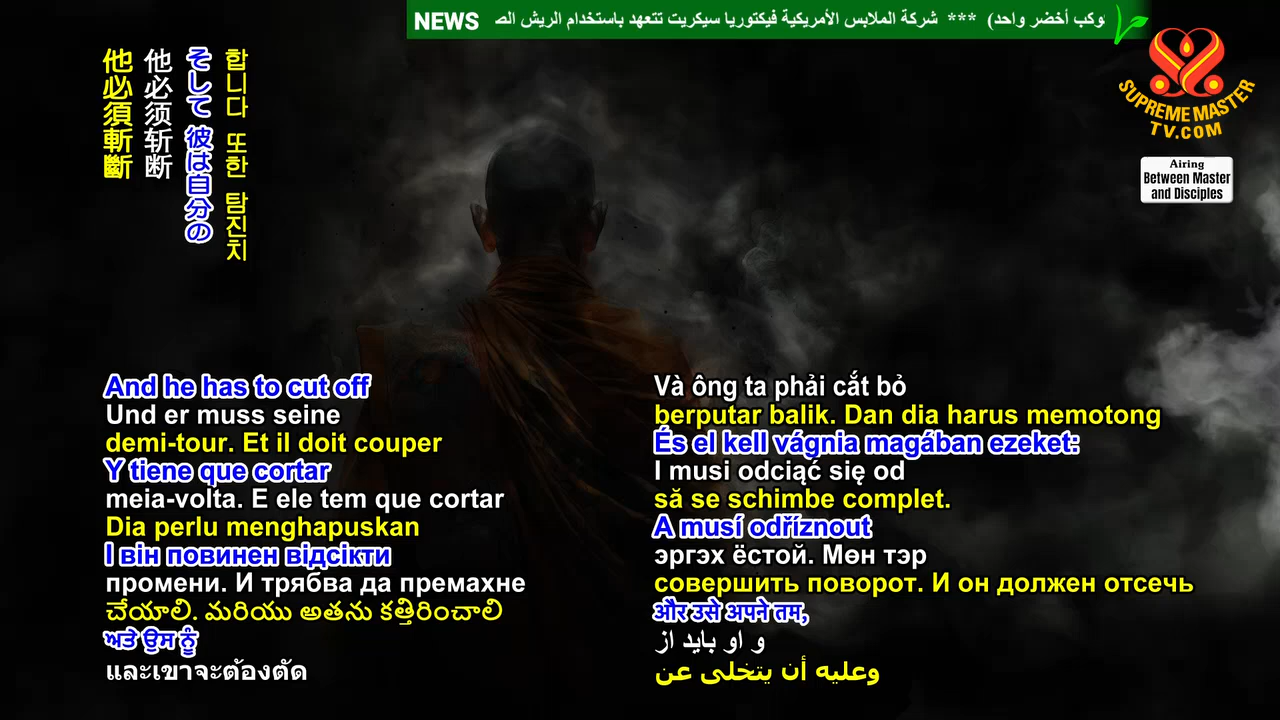 NEWS
وكب أخضر واحد) *** شركة الملابس الأمريكية فيكتوريا سيكريت تتعهد باستخدام الريش الص
SUPREME MASTER
TV.COM
Airing
Between Master
and Disciples
합니다 또한 탐진치
そして 彼は自分の
他必须斩断
他必須斬斷
And he has to cut off
Und er muss seine
demi-tour. Et il doit couper
Y tiene que cortar
meia-volta. E ele tem que cortar
Dia perlu menghapuskan
І він повинен відсікти
промени. И трябва да премахне
చేయాలి. మరియు అతను కత్తిరించాలి
ਅਤੇ ਉਸ ਨੂੰ
และเขาจะต้องตัด
Và ông ta phải cắt bỏ
berputar balik. Dan dia harus memotong
És el kell vágnia magában ezeket:
I musi odciąć się od
să se schimbe complet.
A musí odříznout
эргэх ёстой. Мөн тэр
совершить поворот. И он должен отсечь
और उसे अपने तम,
و او باید از
وعليه أن يتخلى عن